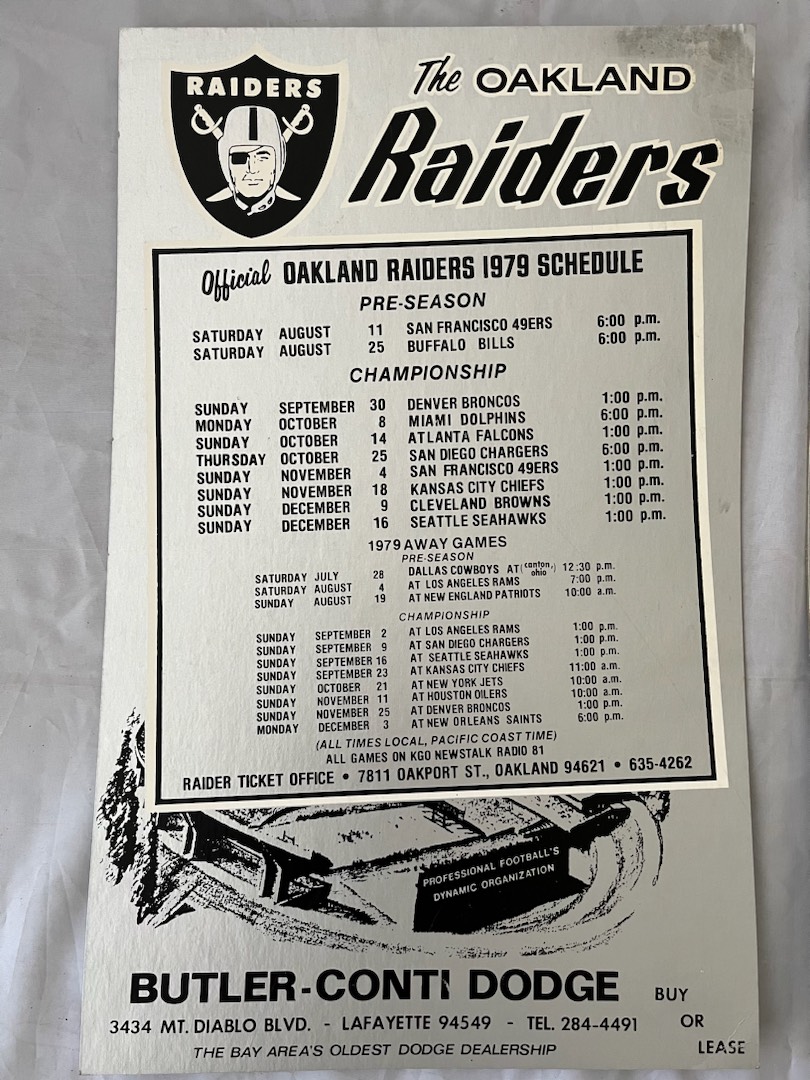 RAIDERS
The OAKLAND
Raiders
Official OAKLAND RAIDERS 1979 SCHEDULE
PRE-SEASON
SATURDAY AUGUST 11 SAN FRANCISCO 49ERS 6:00 p.m.
SATURDAY AUGUST 25 BUFFALO BILLS 6:00 p.m.
CHAMPIONSHIP
SUNDAY SEPTEMBER 30 DENVER BRONCOS 1:00 p.m.
MONDAY OCTOBER 8 MIAMI DOLPHINS 6:00 p.m.
SUNDAY OCTOBER 14 ATLANTA FALCONS 1:00 p.m.
THURSDAY OCTOBER 25 SAN DIEGO CHARGERS 6:00 p.m.
SUNDAY NOVEMBER 4 SAN FRANCISCO 49ERS 1:00 p.m.
SUNDAY NOVEMBER 18 KANSAS CITY CHIEFS 1:00 p.m.
SUNDAY DECEMBER 9 CLEVELAND BROWNS 1:00 p.m.
SUNDAY DECEMBER 16 SEATTLE SEAHAWKS 1:00 p.m.
1979 AWAY GAMES
PRE-SEASON
SATURDAY JULY 28 DALLAS COWBOYS AT (canton, ohio) 12:30 p.m.
SATURDAY AUGUST 4 AT LOS ANGELES RAMS 7:00 p.m.
SUNDAY AUGUST 19 AT NEW ENGLAND PATRIOTS 10:00 a.m.
CHAMPIONSHIP
SUNDAY SEPTEMBER 2 AT LOS ANGELES RAMS 1:00 p.m.
SUNDAY SEPTEMBER 9 AT SAN DIEGO CHARGERS 1:00 p.m.
SUNDAY SEPTEMBER 16 AT SEATTLE SEAHAWKS 1:00 p.m.
SUNDAY SEPTEMBER 23 AT KANSAS CITY CHIEFS 11:00 a.m.
SUNDAY OCTOBER 21 AT NEW YORK JETS 10:00 a.m.
SUNDAY NOVEMBER 11 AT HOUSTON OILERS 10:00 a.m.
SUNDAY NOVEMBER 25 AT DENVER BRONCOS 1:00 p.m.
MONDAY DECEMBER 3 AT NEW ORLEANS SAINTS 6:00 p.m.
(ALL TIMES LOCAL, PACIFIC COAST TIME)
ALL GAMES ON KGO NEWSTALK RADIO 81
RAIDER TICKET OFFICE • 7811 OAKPORT ST., OAKLAND 94621 • 635-4262
PROFESSIONAL FOOTBALL'S
DYNAMIC ORGANIZATION
BUTLER-CONTI DODGE BUY
3434 MT. DIABLO BLVD. - LAFAYETTE 94549 - TEL. 284-4491 OR
THE BAY AREA'S OLDEST DODGE DEALERSHIP LEASE